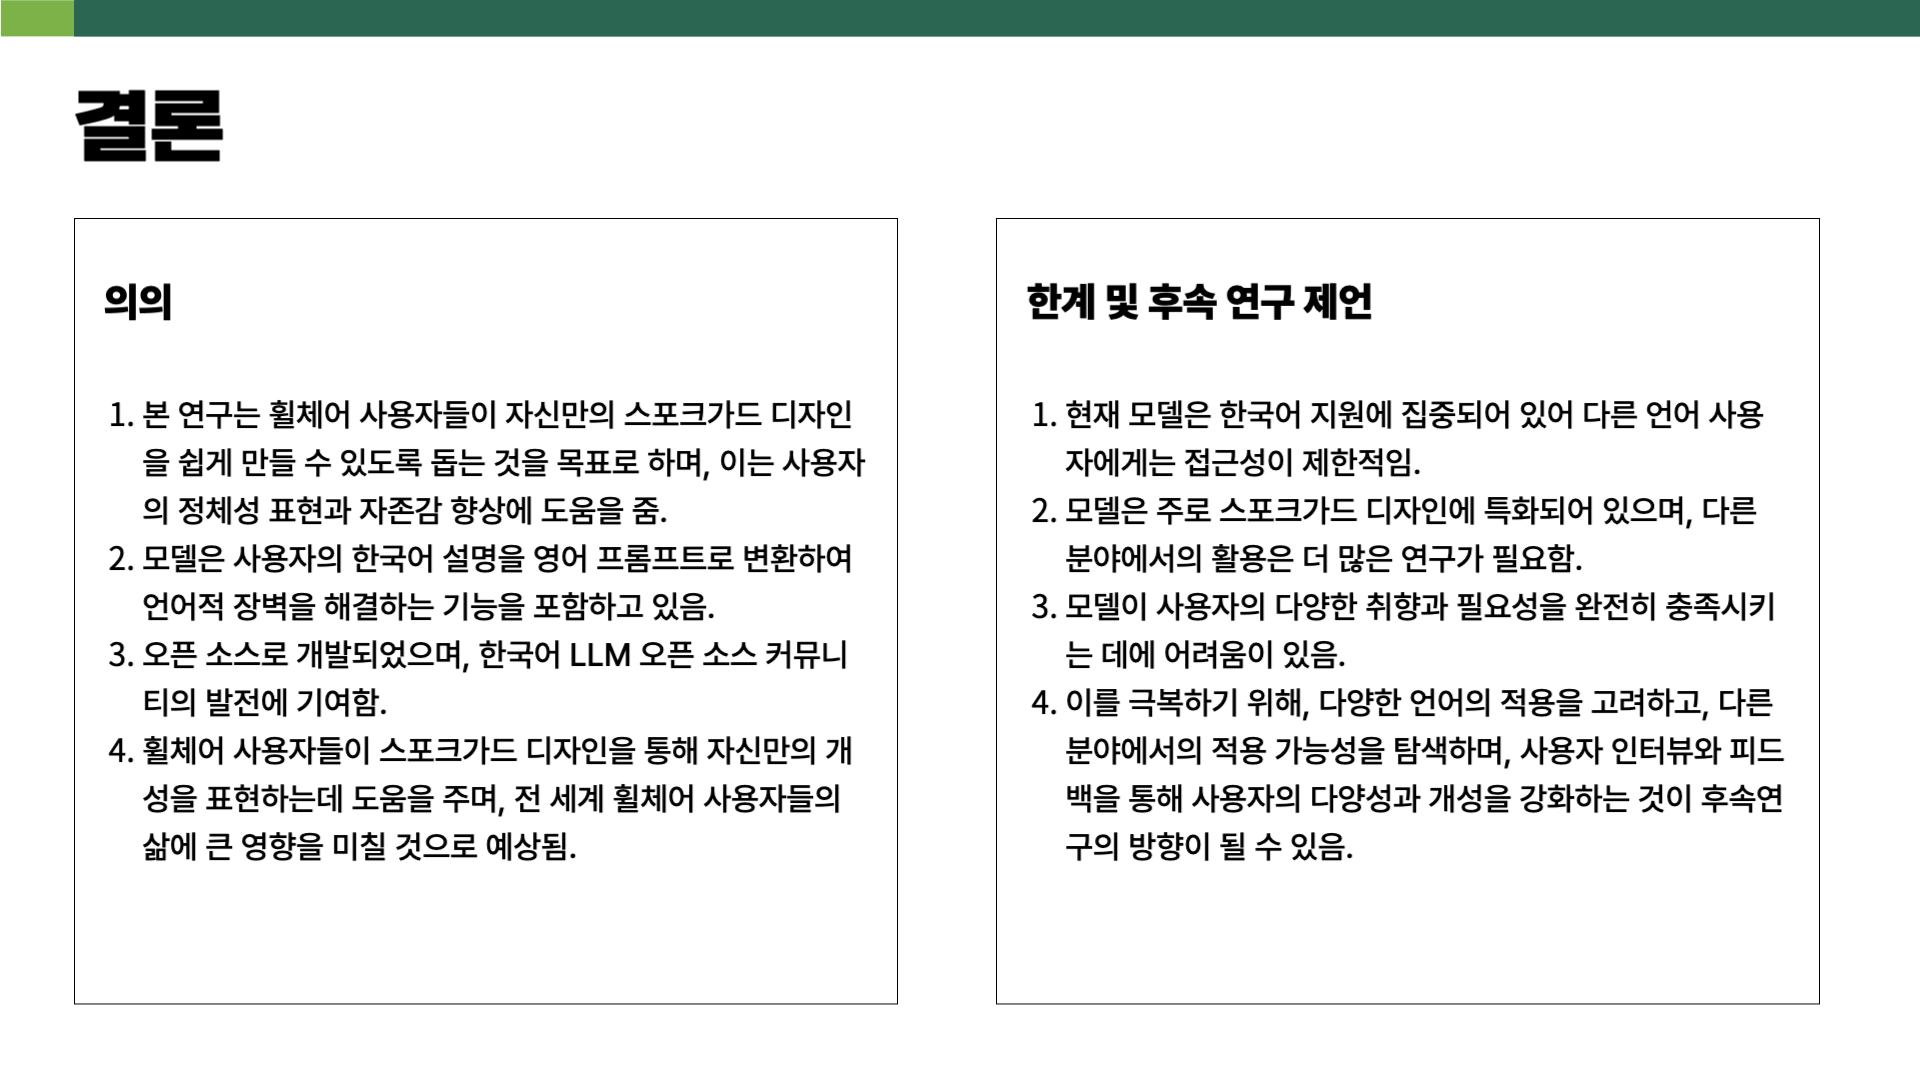 결론
의의
1. 본 연구는 휠체어 사용자들이 자신만의 스포크가드 디자인
을 쉽게 만들 수 있도록 돕는 것을 목표로 하며, 이는 사용자
의 정체성 표현과 자존감 향상에 도움을 줌.
2. 모델은 사용자의 한국어 설명을 영어 프롬프트로 변환하여
언어적 장벽을 해결하는 기능을 포함하고 있음.
3. 오픈 소스로 개발되었으며, 한국어 LLM 오픈 소스 커뮤니
티의 발전에 기여함.
4. 휠체어 사용자들이 스포크가드 디자인을 통해 자신만의 개
성을 표현하는데 도움을 주며, 전 세계 휠체어 사용자들의
삶에 큰 영향을 미칠 것으로 예상됨.
한계 및 후속 연구 제언
1. 현재 모델은 한국어 지원에 집중되어 있어 다른 언어 사용
자에게는 접근성이 제한적임.
2. 모델은 주로 스포크가드 디자인에 특화되어 있으며, 다른
분야에서의 활용은 더 많은 연구가 필요함.
3. 모델이 사용자의 다양한 취향과 필요성을 완전히 충족시키
는 데에 어려움이 있음.
4. 이를 극복하기 위해, 다양한 언어의 적용을 고려하고, 다른
분야에서의 적용 가능성을 탐색하며, 사용자 인터뷰와 피드
백을 통해 사용자의 다양성과 개성을 강화하는 것이 후속연
구의 방향이 될 수 있음.